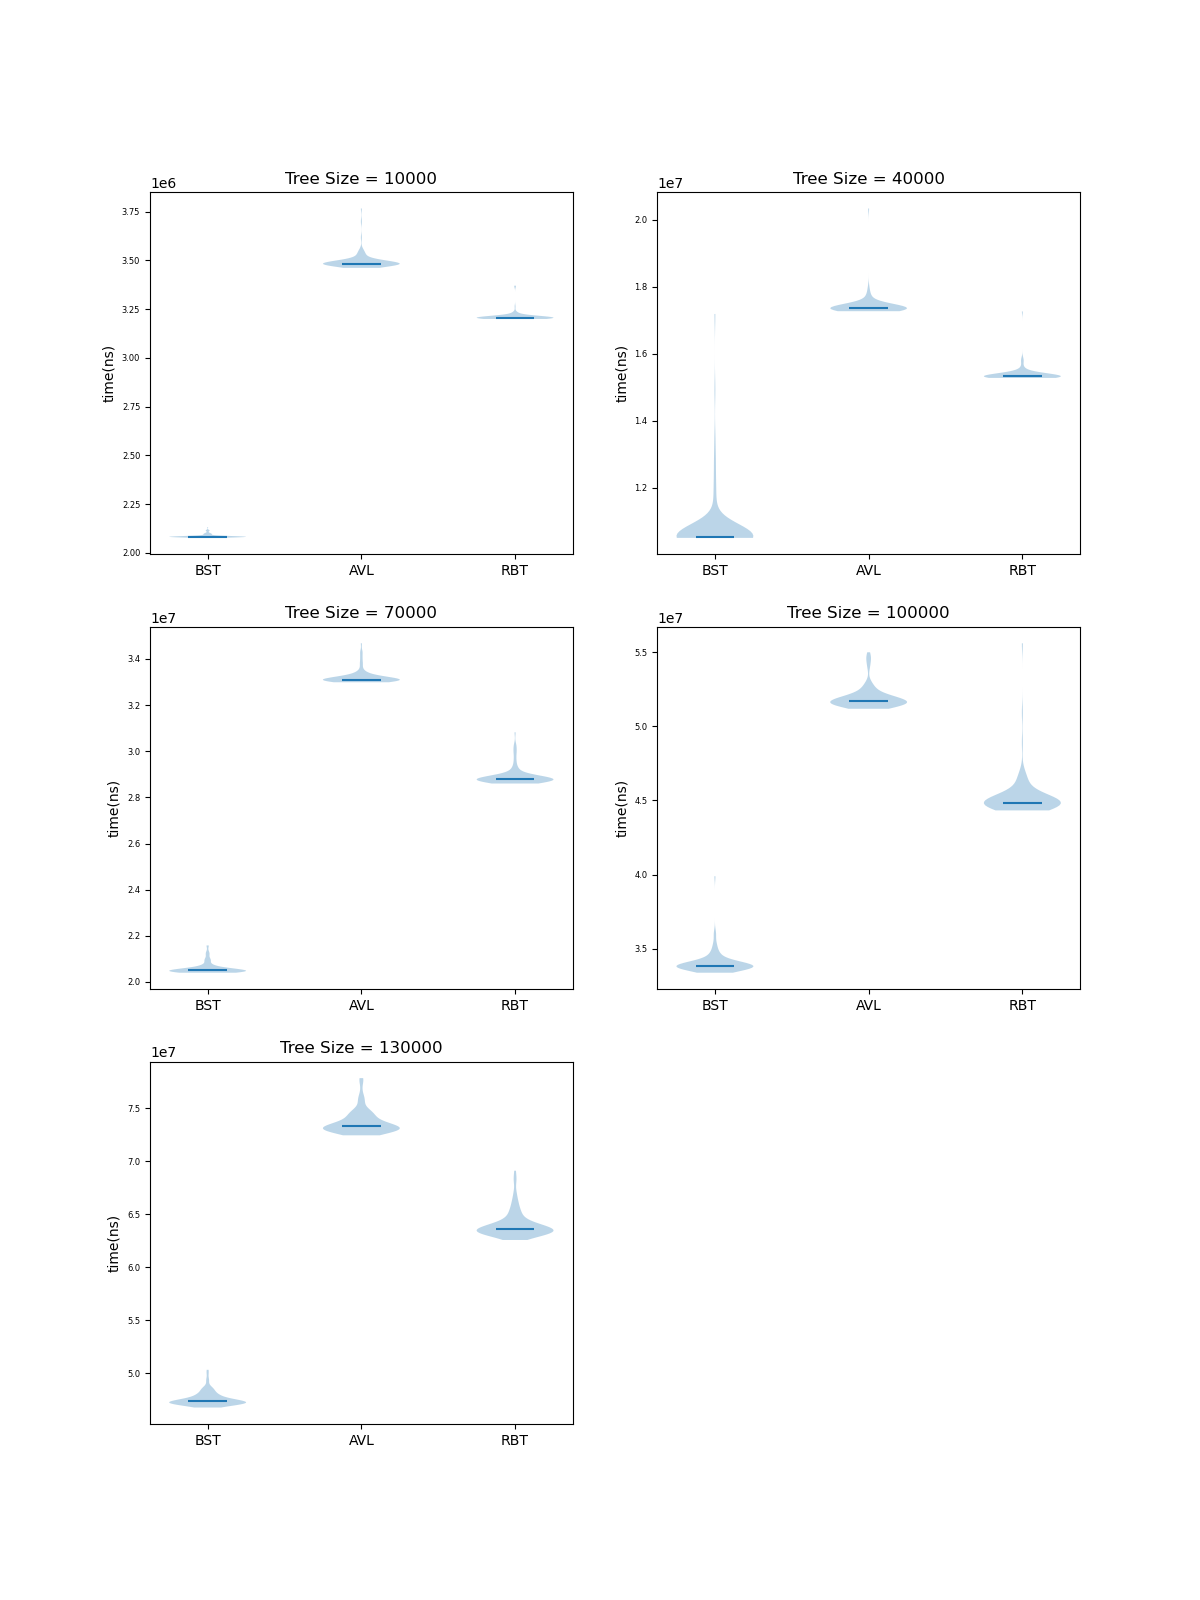 Tree Size = 10000
1e6
3.75
3.50
3.25
3.00
2.75
2.50
2.25
2.00
time(ns)
BST AVL RBT
Tree Size = 40000
1e7
2.0
1.8
1.6
1.4
1.2
time(ns)
BST AVL RBT
Tree Size = 70000
1e7
3.4
3.2
3.0
2.8
2.6
2.4
2.2
2.0
time(ns)
BST AVL RBT
Tree Size = 100000
1e7
5.5
5.0
4.5
4.0
3.5
time(ns)
BST AVL RBT
Tree Size = 130000
1e7
7.5
7.0
6.5
6.0
5.5
5.0
time(ns)
BST AVL RBT